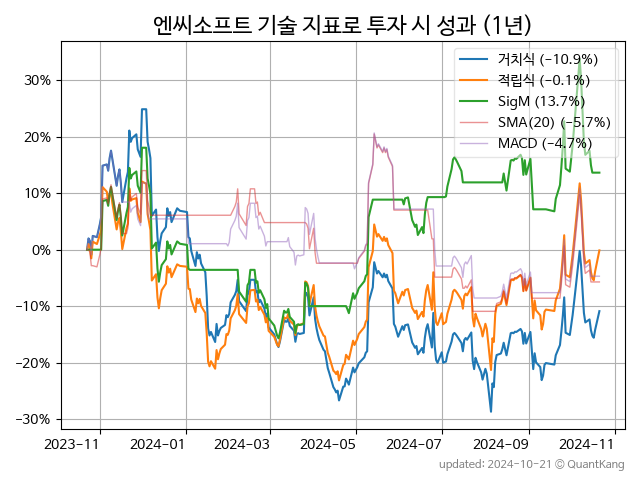 엔씨소프트 기술 지표로 투자 시 성과 (1년)
거치식 (−10.9%)
적립식 (−0.1%)
SigM (13.7%)
SMA(20) (−5.7%)
MACD (−4.7%)
30%
20%
10%
0%
−10%
−20%
−30%
2023−11 2024−01 2024−03 2024−05 2024−07 2024−09 2024−11
updated: 2024-10-21 © QuantKang